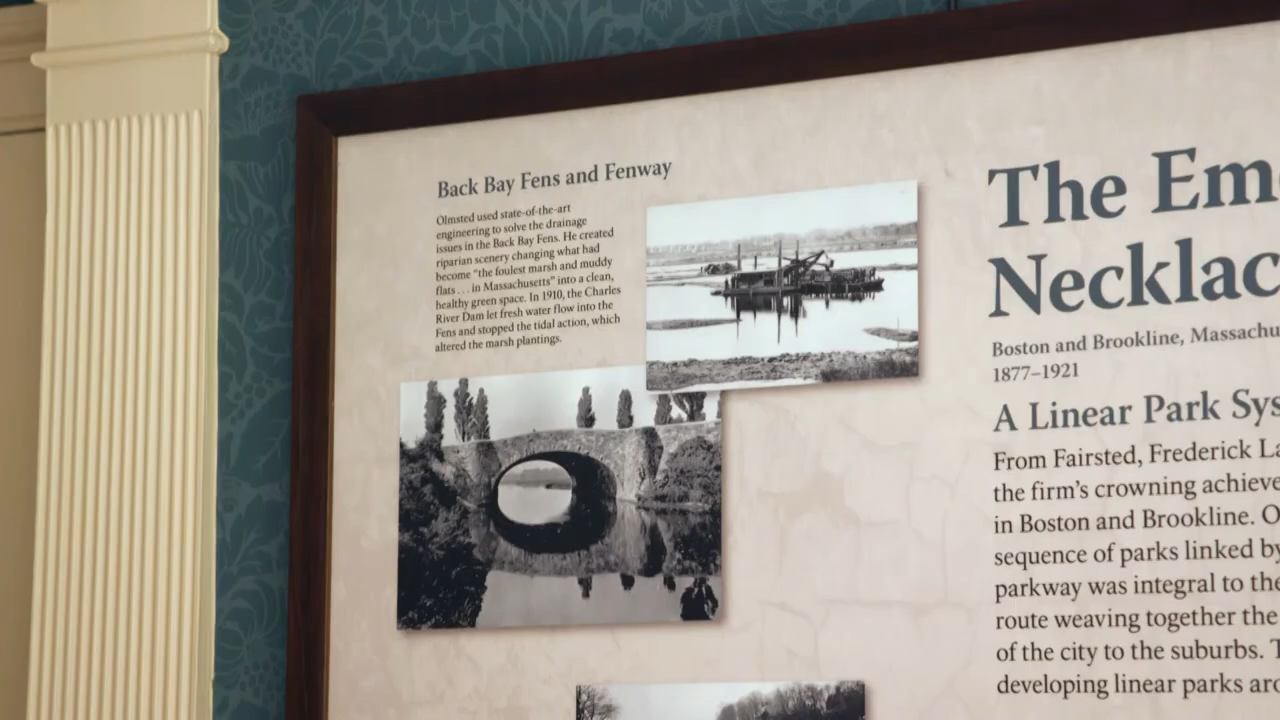 Back Bay Fens and Fenway
Olmsted used state-of-the-art
engineering to solve the drainage
issues in the Back Bay Fens. He created
riparian scenery changing what had
become “the foulest marsh and muddy
flats . . . in Massachusetts” into a clean,
healthy green space. In 1910, the Charles
River Dam let fresh water flow into the
Fens and stopped the tidal action, which
altered the marsh plantings.
The Eme
Necklac
Boston and Brookline, Massachu
1877–1921
A Linear Park Sys
From Fairsted, Frederick La
the firm’s crowning achieve
in Boston and Brookline. O
sequence of parks linked by
parkway was integral to the
route weaving together the
of the city to the suburbs. T
developing linear parks aro